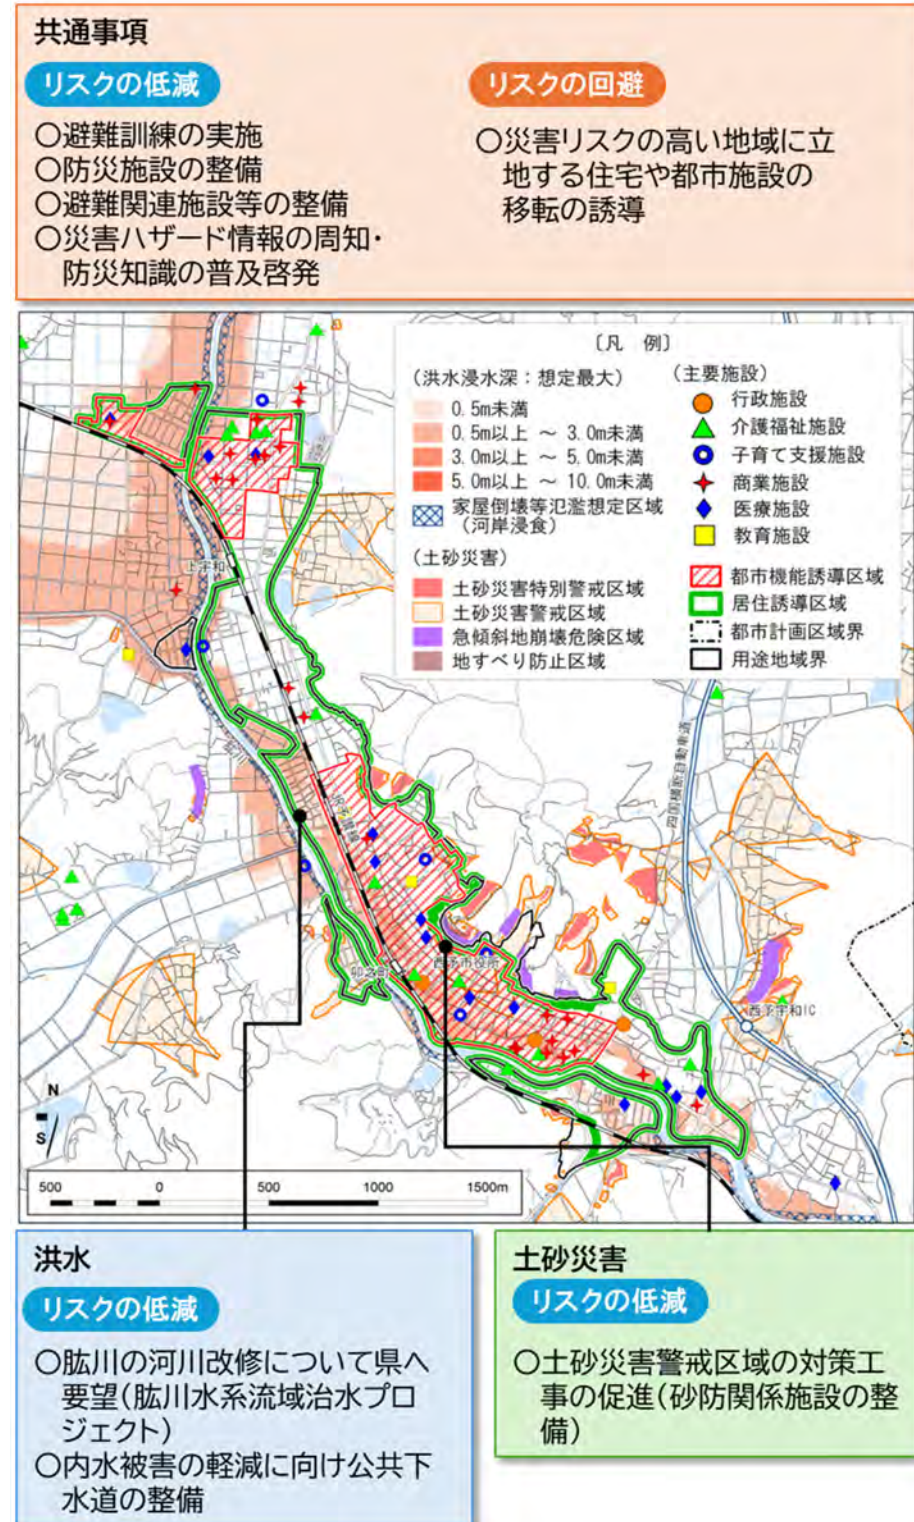 共通事項
リスクの低減
○避難訓練の実施
○防災施設の整備
○避難関連施設等の整備
○災害ハザード情報の周知・
防災知識の普及啓発
リスクの回避
○災害リスクの高い地域に立
地する住宅や都市施設の
移転の誘導
〔凡 例〕
(洪水浸水深:想定最大)
0.5m未満
0.5m以上 ~ 3.0m未満
3.0m以上 ~ 5.0m未満
5.0m以上 ~ 10.0m未満
家屋倒壊等氾濫想定区域
(河岸浸食)
(土砂災害)
土砂災害特別警戒区域
土砂災害警戒区域
急傾斜地崩壊危険区域
地すべり防止区域
(主要施設)
行政施設
介護福祉施設
子育て支援施設
商業施設
医療施設
教育施設
都市機能誘導区域
居住誘導区域
都市計画区域界
用途地域界
上宇和
四国横断自動車道
西予市役所
卯之町
西予宇和IC
N
S
500
0
500
1000
1500m
洪水
リスクの低減
○肱川の河川改修について県へ
要望(肱川水系流域治水プロ
ジェクト)
○内水被害の軽減に向け公共下
水道の整備
土砂災害
リスクの低減
○土砂災害警戒区域の対策工
事の促進(砂防関係施設の整
備)